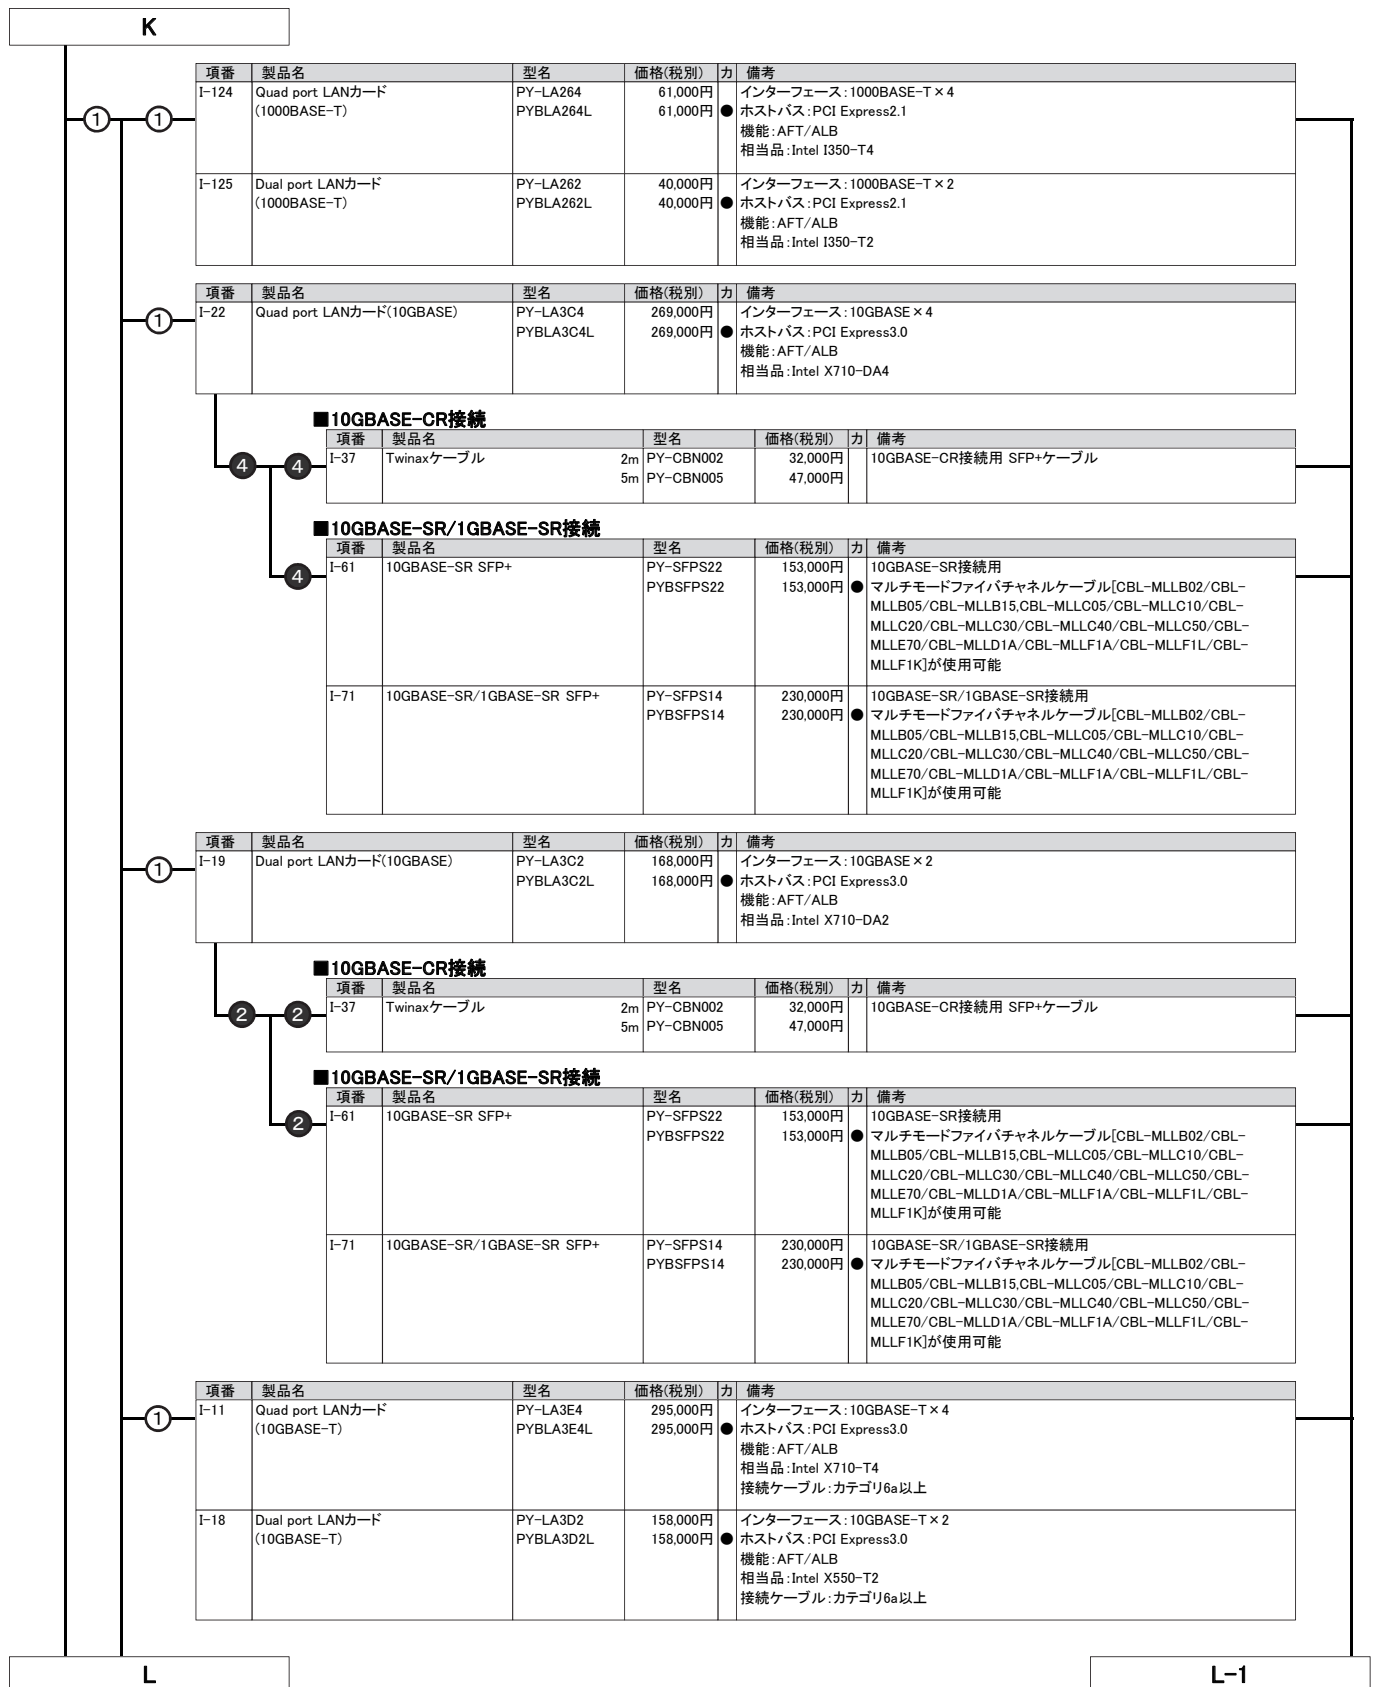 K
項番 製品名 型名 価格(税別) カ 備考
I-124 Quad port LANカード PY-LA264 61,000円 インターフェース:1000BASE-T×4
(1000BASE-T) PYBLA264L 61,000円 ● ホストバス:PCI Express2.1
機能:AFT/ALB
相当品:Intel I350-T4
① ①
I-125 Dual port LANカード PY-LA262 40,000円 インターフェース:1000BASE-T×2
(1000BASE-T) PYBLA262L 40,000円 ● ホストバス:PCI Express2.1
機能:AFT/ALB
相当品:Intel I350-T2
項番 製品名 型名 価格(税別) カ 備考
I-22 Quad port LANカード(10GBASE) PY-LA3C4 269,000円 インターフェース:10GBASE×4
① PYBLA3C4L 269,000円 ● ホストバス:PCI Express3.0
機能:AFT/ALB
相当品:Intel X710-DA4
■10GBASE-CR接続
項番 製品名 型名 価格(税別) カ 備考
❹ ❹ I-37 Twinaxケーブル 2m PY-CBN002 32,000円 10GBASE-CR接続用 SFP+ケーブル
5m PY-CBN005 47,000円
■10GBASE-SR/1GBASE-SR接続
項番 製品名 型名 価格(税別) カ 備考
❹ I-61 10GBASE-SR SFP+ PY-SFPS22 153,000円 10GBASE-SR接続用
PYBSFPS22 153,000円 ● マルチモードファイバチャネルケーブル[CBL-MLLB02/CBL-
MLLB05/CBL-MLLB15,CBL-MLLC05/CBL-MLLC10/CBL-
MLLC20/CBL-MLLC30/CBL-MLLC40/CBL-MLLC50/CBL-
MLLE70/CBL-MLLD1A/CBL-MLLF1A/CBL-MLLF1L/CBL-
MLLF1K]が使用可能
I-71 10GBASE-SR/1GBASE-SR SFP+ PY-SFPS14 230,000円 10GBASE-SR/1GBASE-SR接続用
PYBSFPS14 230,000円 ● マルチモードファイバチャネルケーブル[CBL-MLLB02/CBL-
MLLB05/CBL-MLLB15,CBL-MLLC05/CBL-MLLC10/CBL-
MLLC20/CBL-MLLC30/CBL-MLLC40/CBL-MLLC50/CBL-
MLLE70/CBL-MLLD1A/CBL-MLLF1A/CBL-MLLF1L/CBL-
MLLF1K]が使用可能
項番 製品名 型名 価格(税別) カ 備考
① I-19 Dual port LANカード(10GBASE) PY-LA3C2 168,000円 インターフェース:10GBASE×2
PYBLA3C2L 168,000円 ● ホストバス:PCI Express3.0
機能:AFT/ALB
相当品:Intel X710-DA2
■10GBASE-CR接続
項番 製品名 型名 価格(税別) カ 備考
❷ ❷ I-37 Twinaxケーブル 2m PY-CBN002 32,000円 10GBASE-CR接続用 SFP+ケーブル
5m PY-CBN005 47,000円
■10GBASE-SR/1GBASE-SR接続
項番 製品名 型名 価格(税別) カ 備考
❷ I-61 10GBASE-SR SFP+ PY-SFPS22 153,000円 10GBASE-SR接続用
PYBSFPS22 153,000円 ● マルチモードファイバチャネルケーブル[CBL-MLLB02/CBL-
MLLB05/CBL-MLLB15,CBL-MLLC05/CBL-MLLC10/CBL-
MLLC20/CBL-MLLC30/CBL-MLLC40/CBL-MLLC50/CBL-
MLLE70/CBL-MLLD1A/CBL-MLLF1A/CBL-MLLF1L/CBL-
MLLF1K]が使用可能
I-71 10GBASE-SR/1GBASE-SR SFP+ PY-SFPS14 230,000円 10GBASE-SR/1GBASE-SR接続用
PYBSFPS14 230,000円 ● マルチモードファイバチャネルケーブル[CBL-MLLB02/CBL-
MLLB05/CBL-MLLB15,CBL-MLLC05/CBL-MLLC10/CBL-
MLLC20/CBL-MLLC30/CBL-MLLC40/CBL-MLLC50/CBL-
MLLE70/CBL-MLLD1A/CBL-MLLF1A/CBL-MLLF1L/CBL-
MLLF1K]が使用可能
項番 製品名 型名 価格(税別) カ 備考
① I-11 Quad port LANカード PY-LA3E4 295,000円 インターフェース:10GBASE-T×4
(10GBASE-T) PYBLA3E4L 295,000円 ● ホストバス:PCI Express3.0
機能:AFT/ALB
相当品:Intel X710-T4
接続ケーブル:カテゴリ6a以上
I-18 Dual port LANカード PY-LA3D2 158,000円 インターフェース:10GBASE-T×2
(10GBASE-T) PYBLA3D2L 158,000円 ● ホストバス:PCI Express3.0
機能:AFT/ALB
相当品:Intel X550-T2
接続ケーブル:カテゴリ6a以上
L L-1